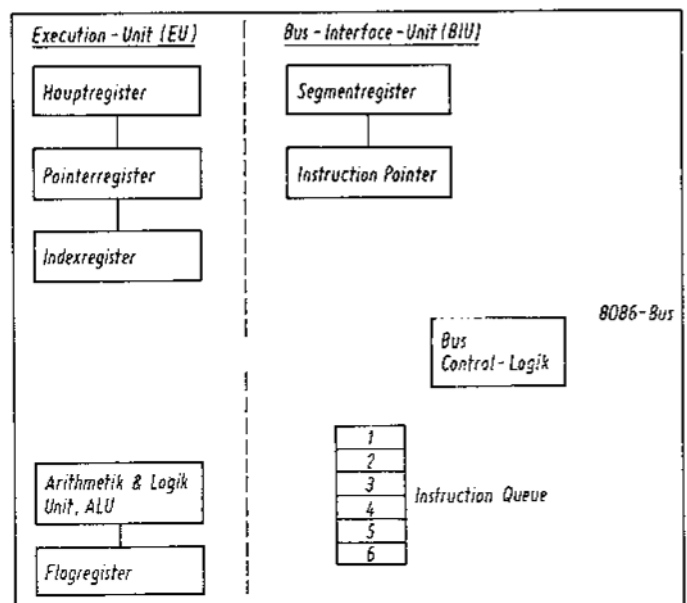 Execution-Unit (EU)
Bus-Interface-Unit (BIU)
Hauptregister
Segmentregister
Pointerregister
Instruction Pointer
Indexregister
8086-Bus
Bus
Control-Logik
1
2
3
4
5
6
Instruction Queue
Arithmetik & Logik
Unit, ALU
Flagregister